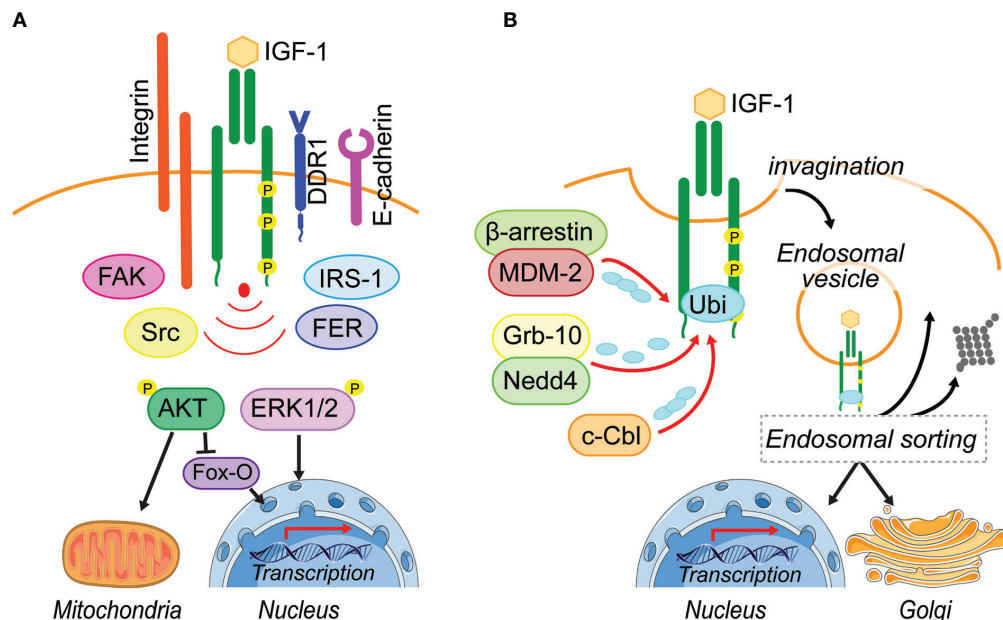 A
IGF-1
Integrin
DDR1
E-cadherin
P
P
P
FAK
IRS-1
Src
FER
P
P
AKT
ERK1/2
Fox-O
Transcription
Mitochondria
Nucleus
B
IGF-1
invagination
β-arrestin
MDM-2
P
P
Endosomal
vesicle
Ubi
Grb-10
Nedd4
c-Cbl
Endosomal sorting
Transcription
Nucleus
Golgi